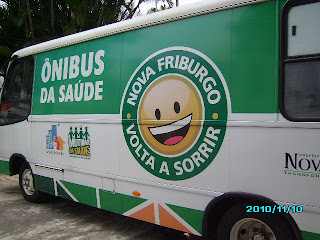 ÔNIBUS
DA SAÚDE
NOVA FRIBURGO
VOLTA A SORRIR
2010/11/10